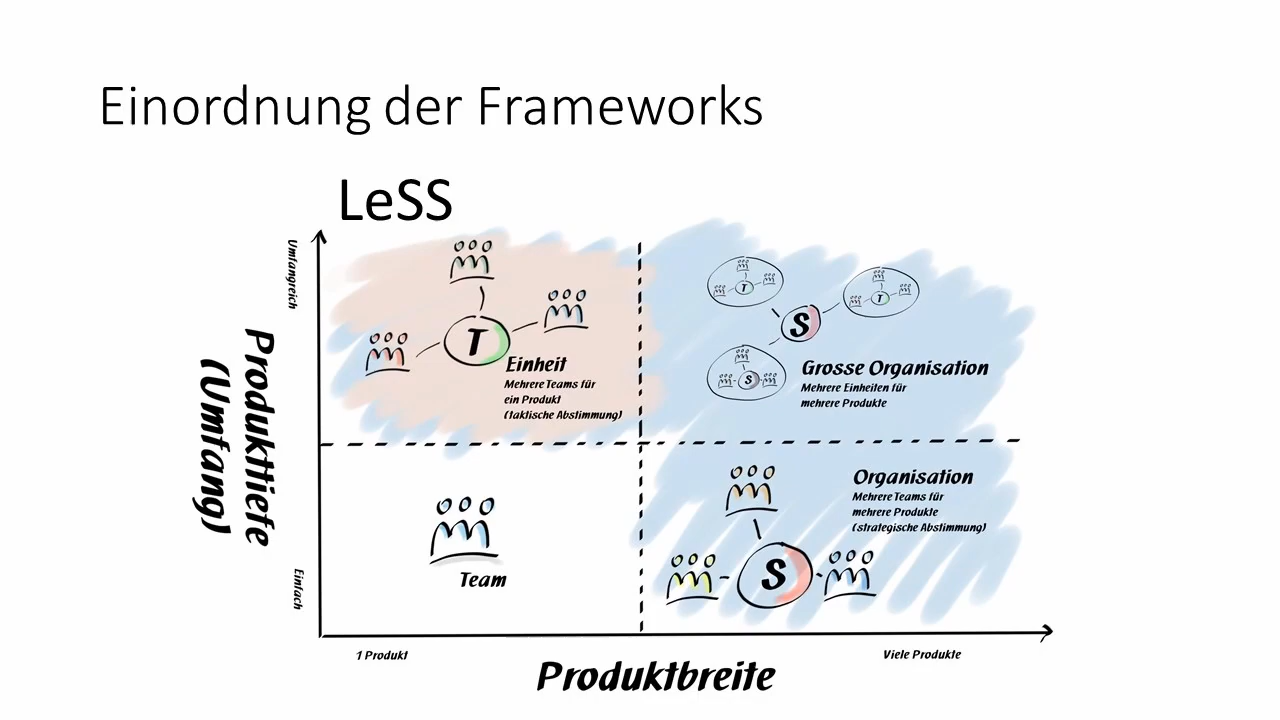 Einordnung der Frameworks
LeSS
Umfangreich
Produkttiefe
(Umfang)
Einfach
T
Einheit
Mehrere Teams für
ein Produkt
(taktische Abstimmung)
T
T
S
S
Grosse Organisation
Mehrere Einheiten für
mehrere Produkte
Team
Organisation
Mehrere Teams für
mehrere Produkte
(strategische Abstimmung)
S
1 Produkt
Viele Produkte
Produktbreite